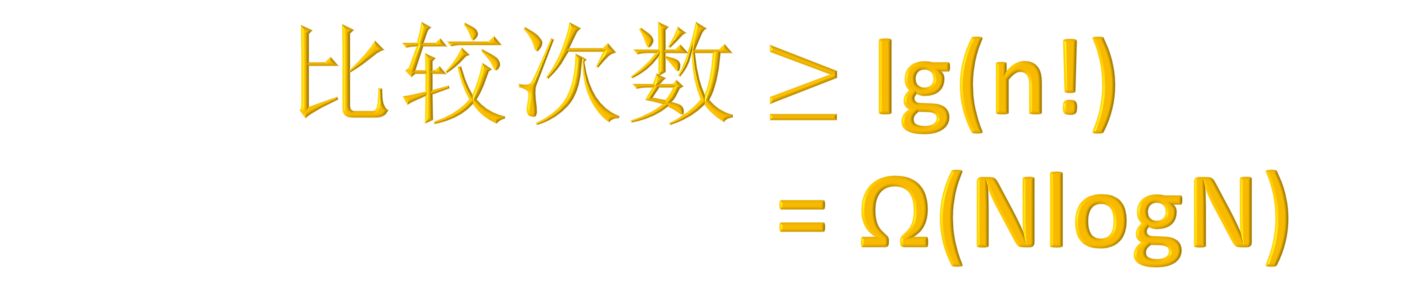 比较次数 ≥ lg(n!)
= Ω(NlogN)